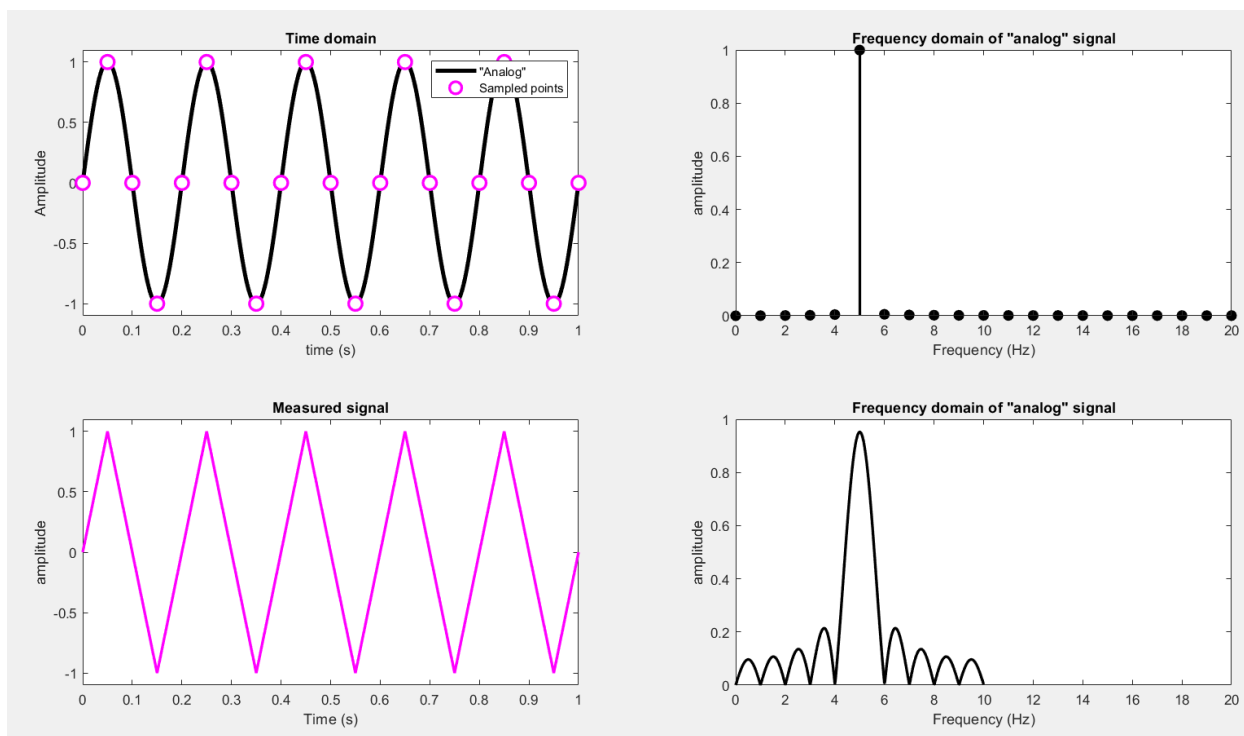 Time domain
"Analog"
Sampled points
Amplitude
1
0.5
0
-0.5
-1
0 0.1 0.2 0.3 0.4 0.5 0.6 0.7 0.8 0.9 1
time (s)
Frequency domain of "analog" signal
amplitude
1
0.8
0.6
0.4
0.2
0
0 2 4 6 8 10 12 14 16 18 20
Frequency (Hz)
Measured signal
amplitude
1
0.5
0
-0.5
-1
0 0.1 0.2 0.3 0.4 0.5 0.6 0.7 0.8 0.9 1
Time (s)
Frequency domain of "analog" signal
amplitude
1
0.8
0.6
0.4
0.2
0
0 2 4 6 8 10 12 14 16 18 20
Frequency (Hz)